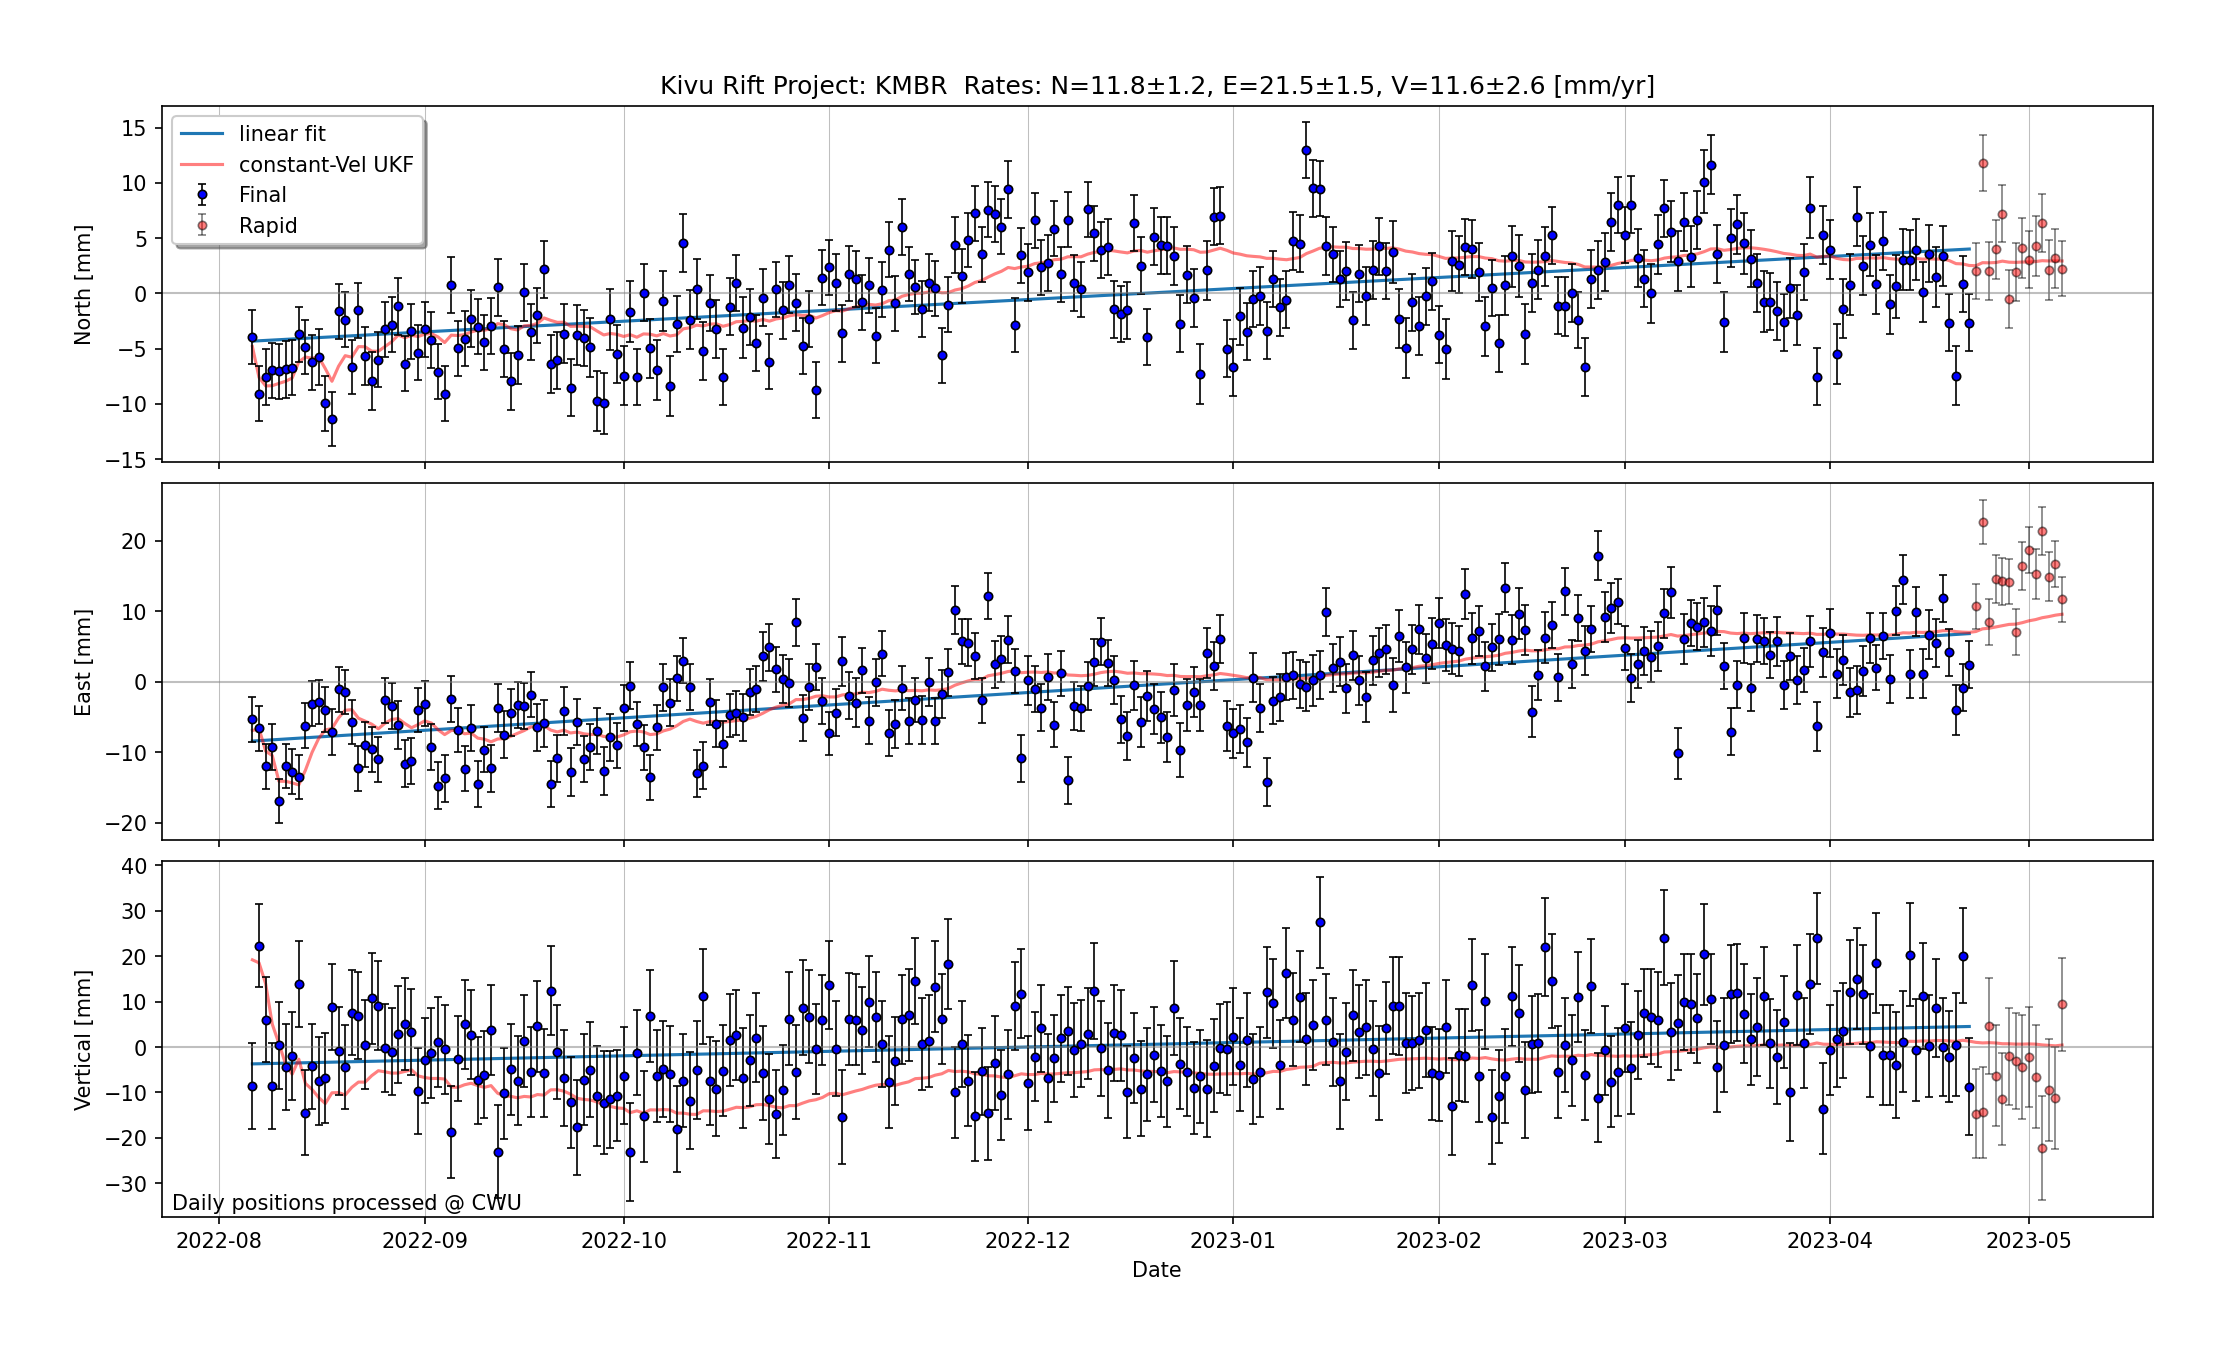 Kivu Rift Project: KMBR  Rates: N=11.8±1.2, E=21.5±1.5, V=11.6±2.6 [mm/yr]
linear fit
constant-Vel UKF
Final
Rapid
North [mm]
15
10
5
0
−5
−10
−15
East [mm]
20
10
0
−10
−20
Vertical [mm]
40
30
20
10
0
−10
−20
−30
Daily positions processed @ CWU
2022-08 2022-09 2022-10 2022-11 2022-12 2023-01 2023-02 2023-03 2023-04 2023-05
Date